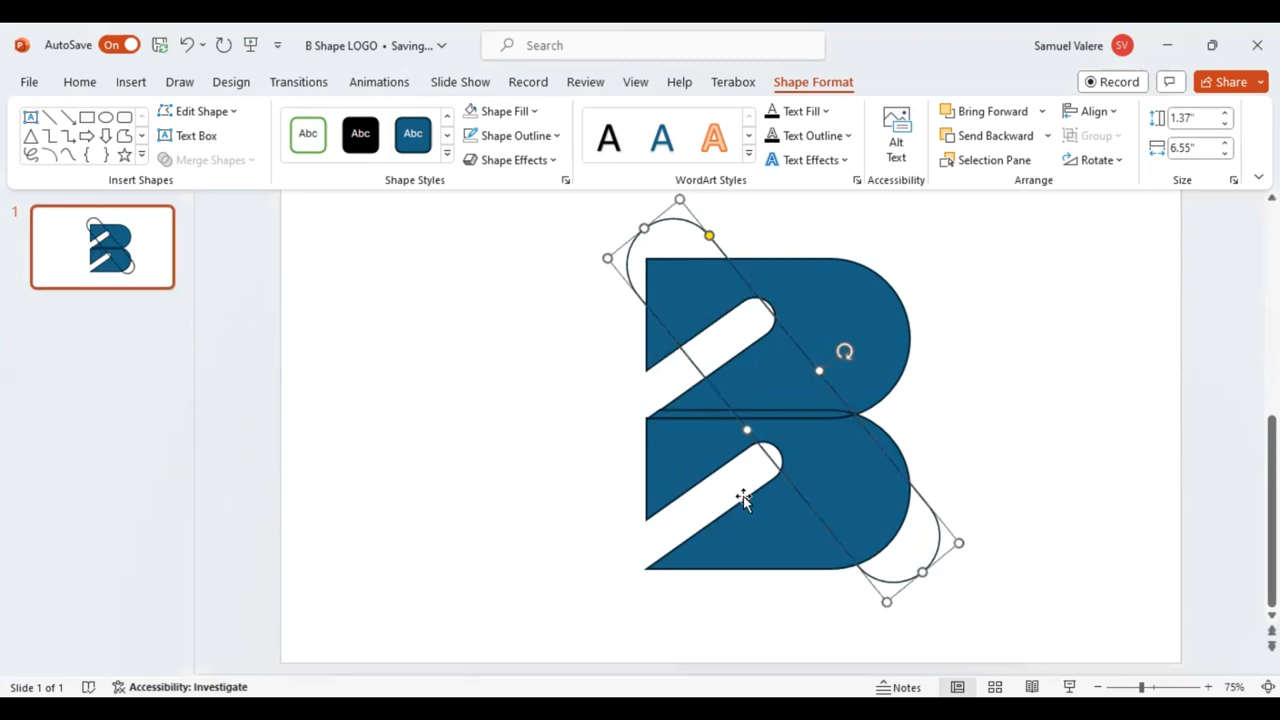 AutoSave On B Shape LOGO • Saving... Search Samuel Valere SV
File Home Insert Draw Design Transitions Animations Slide Show Record Review View Help Terabox Shape Format Record Share
Edit Shape Abc Abc Abc Shape Fill A A A Text Fill Alt Text Bring Forward Align 1.37"
Text Box Shape Outline Text Outline Send Backward Group 6.55"
Merge Shapes Shape Effects Text Effects Selection Pane Rotate
Insert Shapes Shape Styles WordArt Styles Accessibility Arrange Size
1
Slide 1 of 1 Accessibility: Investigate Notes 75%